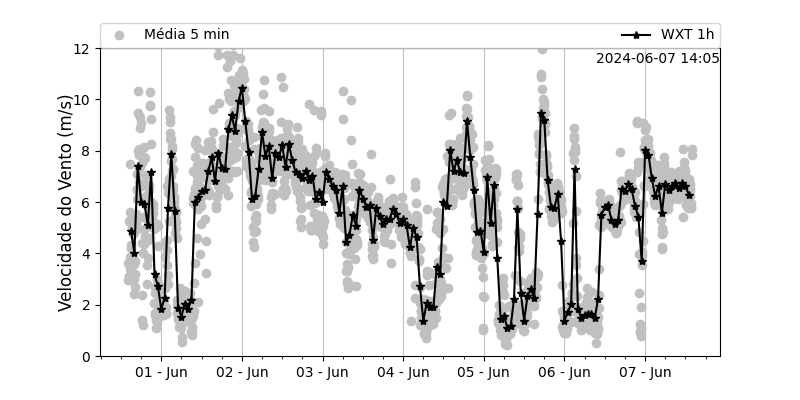 Média 5 min
WXT 1h
2024-06-07 14:05
Velocidade do Vento (m/s)
12
10
8
6
4
2
0
01 - Jun
02 - Jun
03 - Jun
04 - Jun
05 - Jun
06 - Jun
07 - Jun